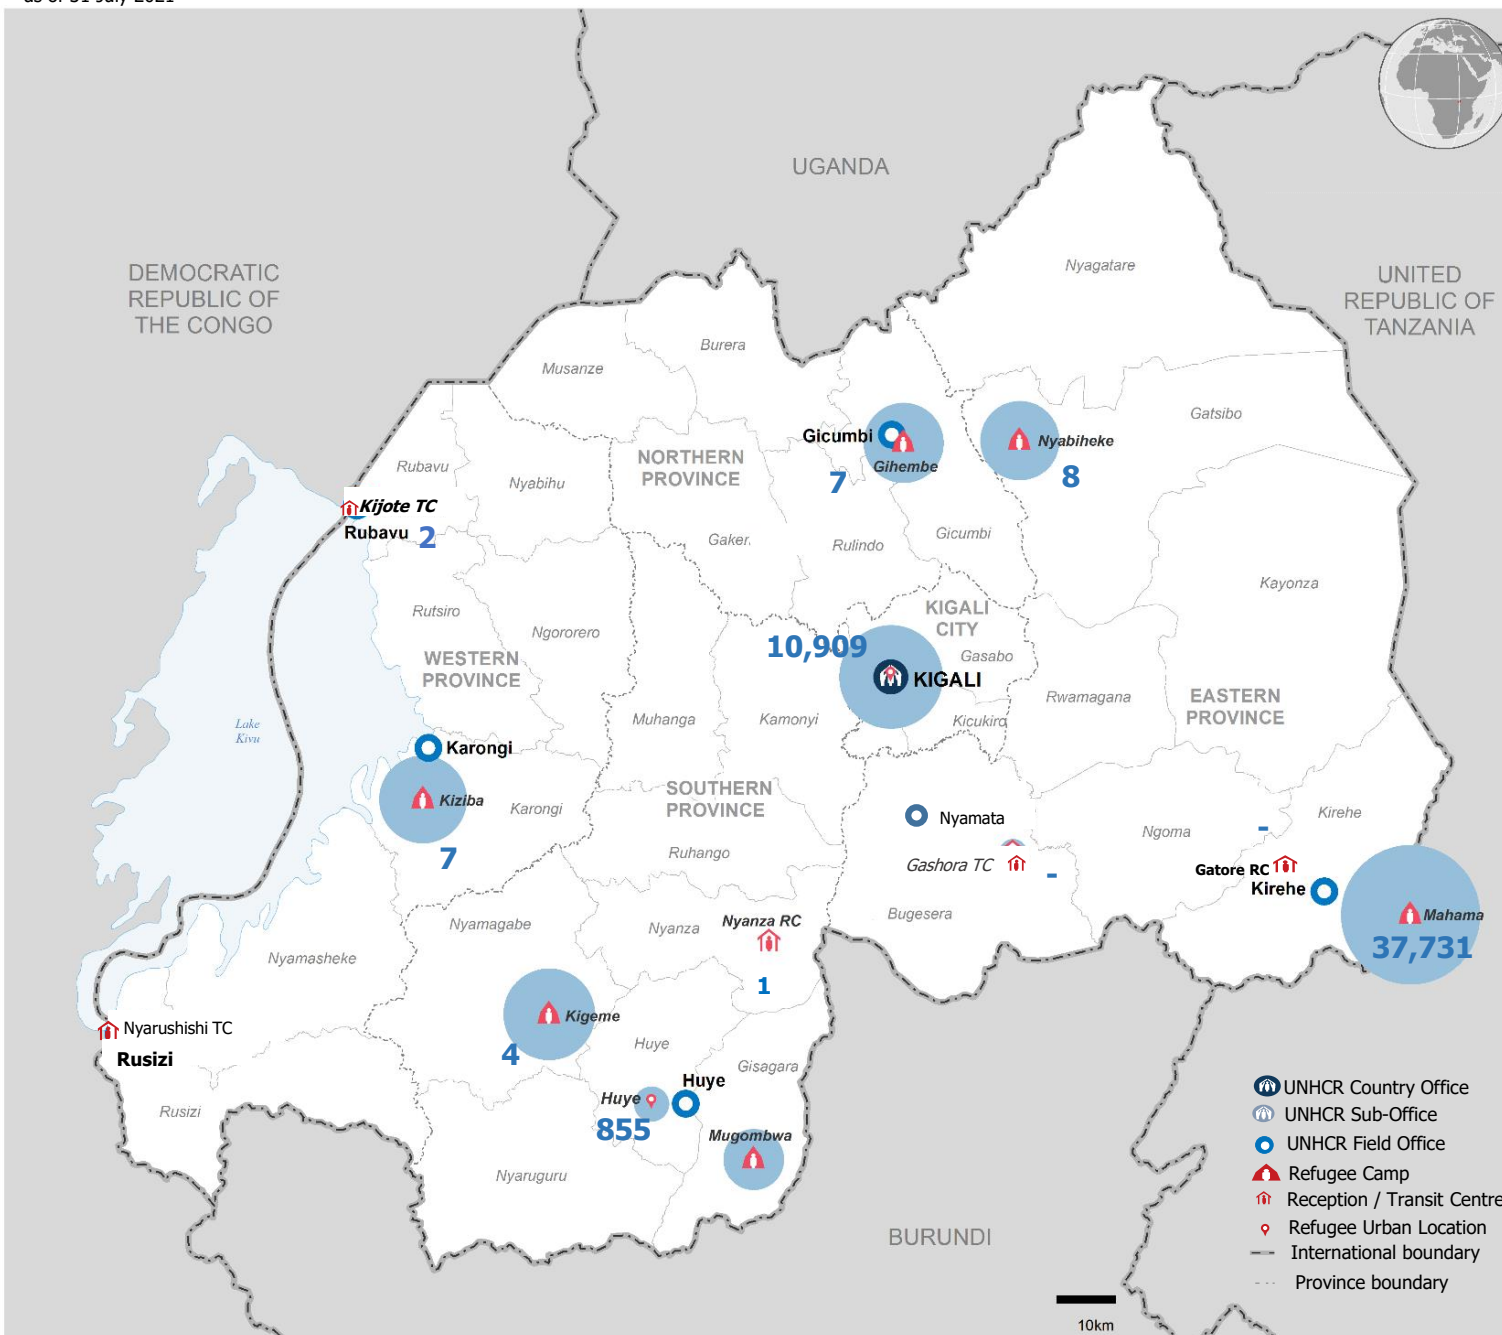 as of 31 July 2021
UGANDA
DEMOCRATIC
REPUBLIC OF
THE CONGO
UNITED
REPUBLIC OF
TANZANIA
Nyagatare
Burera
Musanze
Gatsibo
Gicumbi
Gihembe
7
Nyabiheke
8
NORTHERN
PROVINCE
Rubavu
Nyabihu
Kijote TC
Rubavu 2
Gaker
Rulindo
Gicumbi
Kayonza
Rutsiro
Ngororero
KIGALI
CITY
10,909
Gasabo
KIGALI
WESTERN
PROVINCE
Muhanga
Kamonyi
Kicukiro
Rwamagana
EASTERN
PROVINCE
Lake
Kivu
Karongi
Kiziba
Karongi
7
SOUTHERN
PROVINCE
Nyamata
Ngoma
-
Kirehe
Ruhango
Gashora TC
-
Gatore RC
Kirehe
Mahama
37,731
Nyamagabe
Nyanza
Nyanza RC
1
Bugesera
Nyamasheke
Nyarushishi TC
Rusizi
Rusizi
Kigeme
4
Huye
Gisagara
Huye
Huye
855
Mugombwa
Nyaruguru
BURUNDI
UNHCR Country Office
UNHCR Sub-Office
UNHCR Field Office
Refugee Camp
Reception / Transit Centre
Refugee Urban Location
International boundary
Province boundary
10km